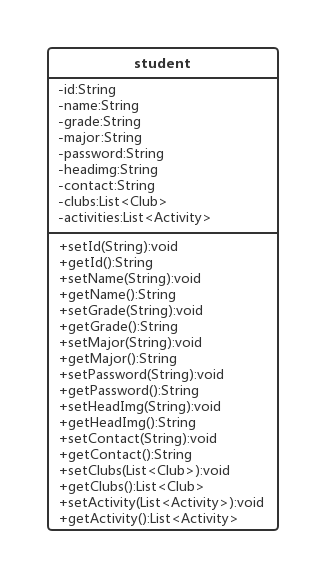 student
-id:String
-name:String
-grade:String
-major:String
-password:String
-headimg:String
-contact:String
-clubs:List<Club>
-activities:List<Activity>
+setId(String):void
+getId():String
+setName(String):void
+getName():String
+setGrade(String):void
+getGrade():String
+setMajor(String):void
+getMajor():String
+setPassword(String):void
+getPassword():String
+setHeadImg(String):void
+getHeadImg():String
+setContact(String):void
+getContact():String
+setClubs(List<Club>):void
+getClubs():List<Club>
+setActivity(List<Activity>):void
+getActivity():List<Activity>